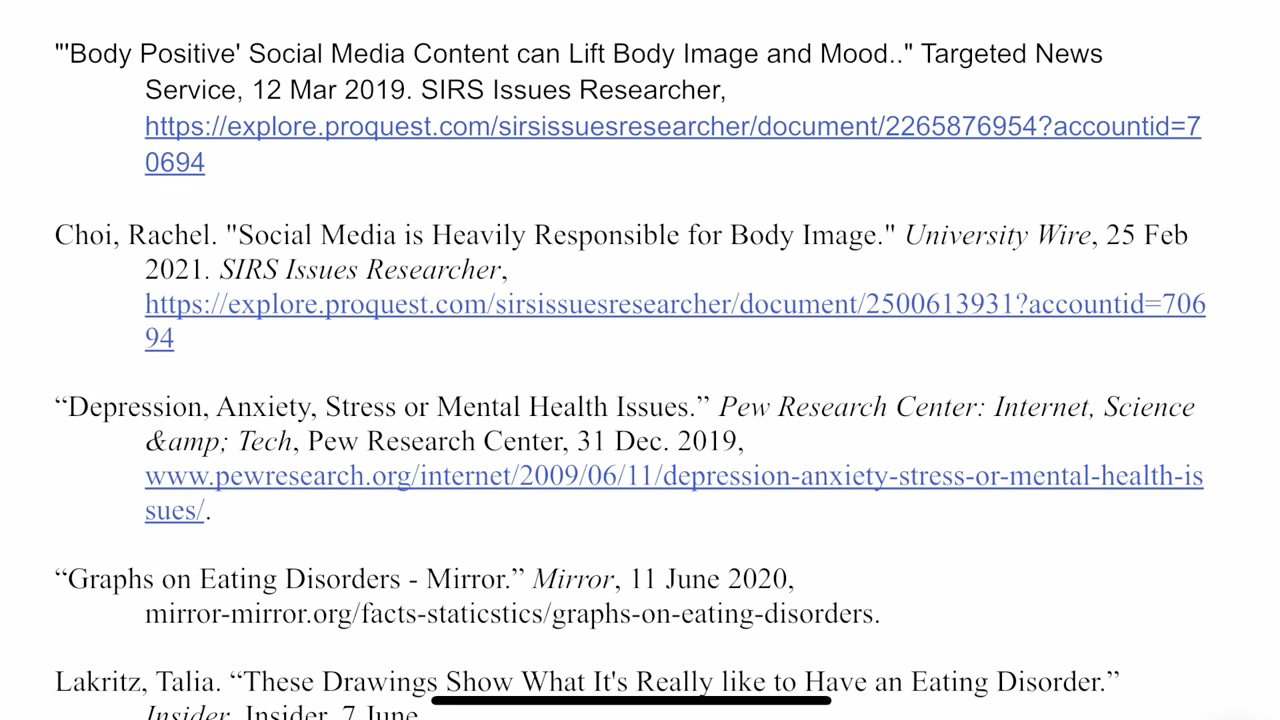 "'Body Positive' Social Media Content can Lift Body Image and Mood.." Targeted News
Service, 12 Mar 2019. SIRS Issues Researcher,
https://explore.proquest.com/sirsissuesresearcher/document/2265876954?accountid=7
0694
Choi, Rachel. "Social Media is Heavily Responsible for Body Image." University Wire, 25 Feb
2021. SIRS Issues Researcher,
https://explore.proquest.com/sirsissuesresearcher/document/2500613931?accountid=706
94
“Depression, Anxiety, Stress or Mental Health Issues.” Pew Research Center: Internet, Science
&amp; Tech, Pew Research Center, 31 Dec. 2019,
www.pewresearch.org/internet/2009/06/11/depression-anxiety-stress-or-mental-health-is
sues/.
“Graphs on Eating Disorders - Mirror.” Mirror, 11 June 2020,
mirror-mirror.org/facts-staticstics/graphs-on-eating-disorders.
Lakritz, Talia. “These Drawings Show What It's Really like to Have an Eating Disorder.”
Insider, Insider, 7 June